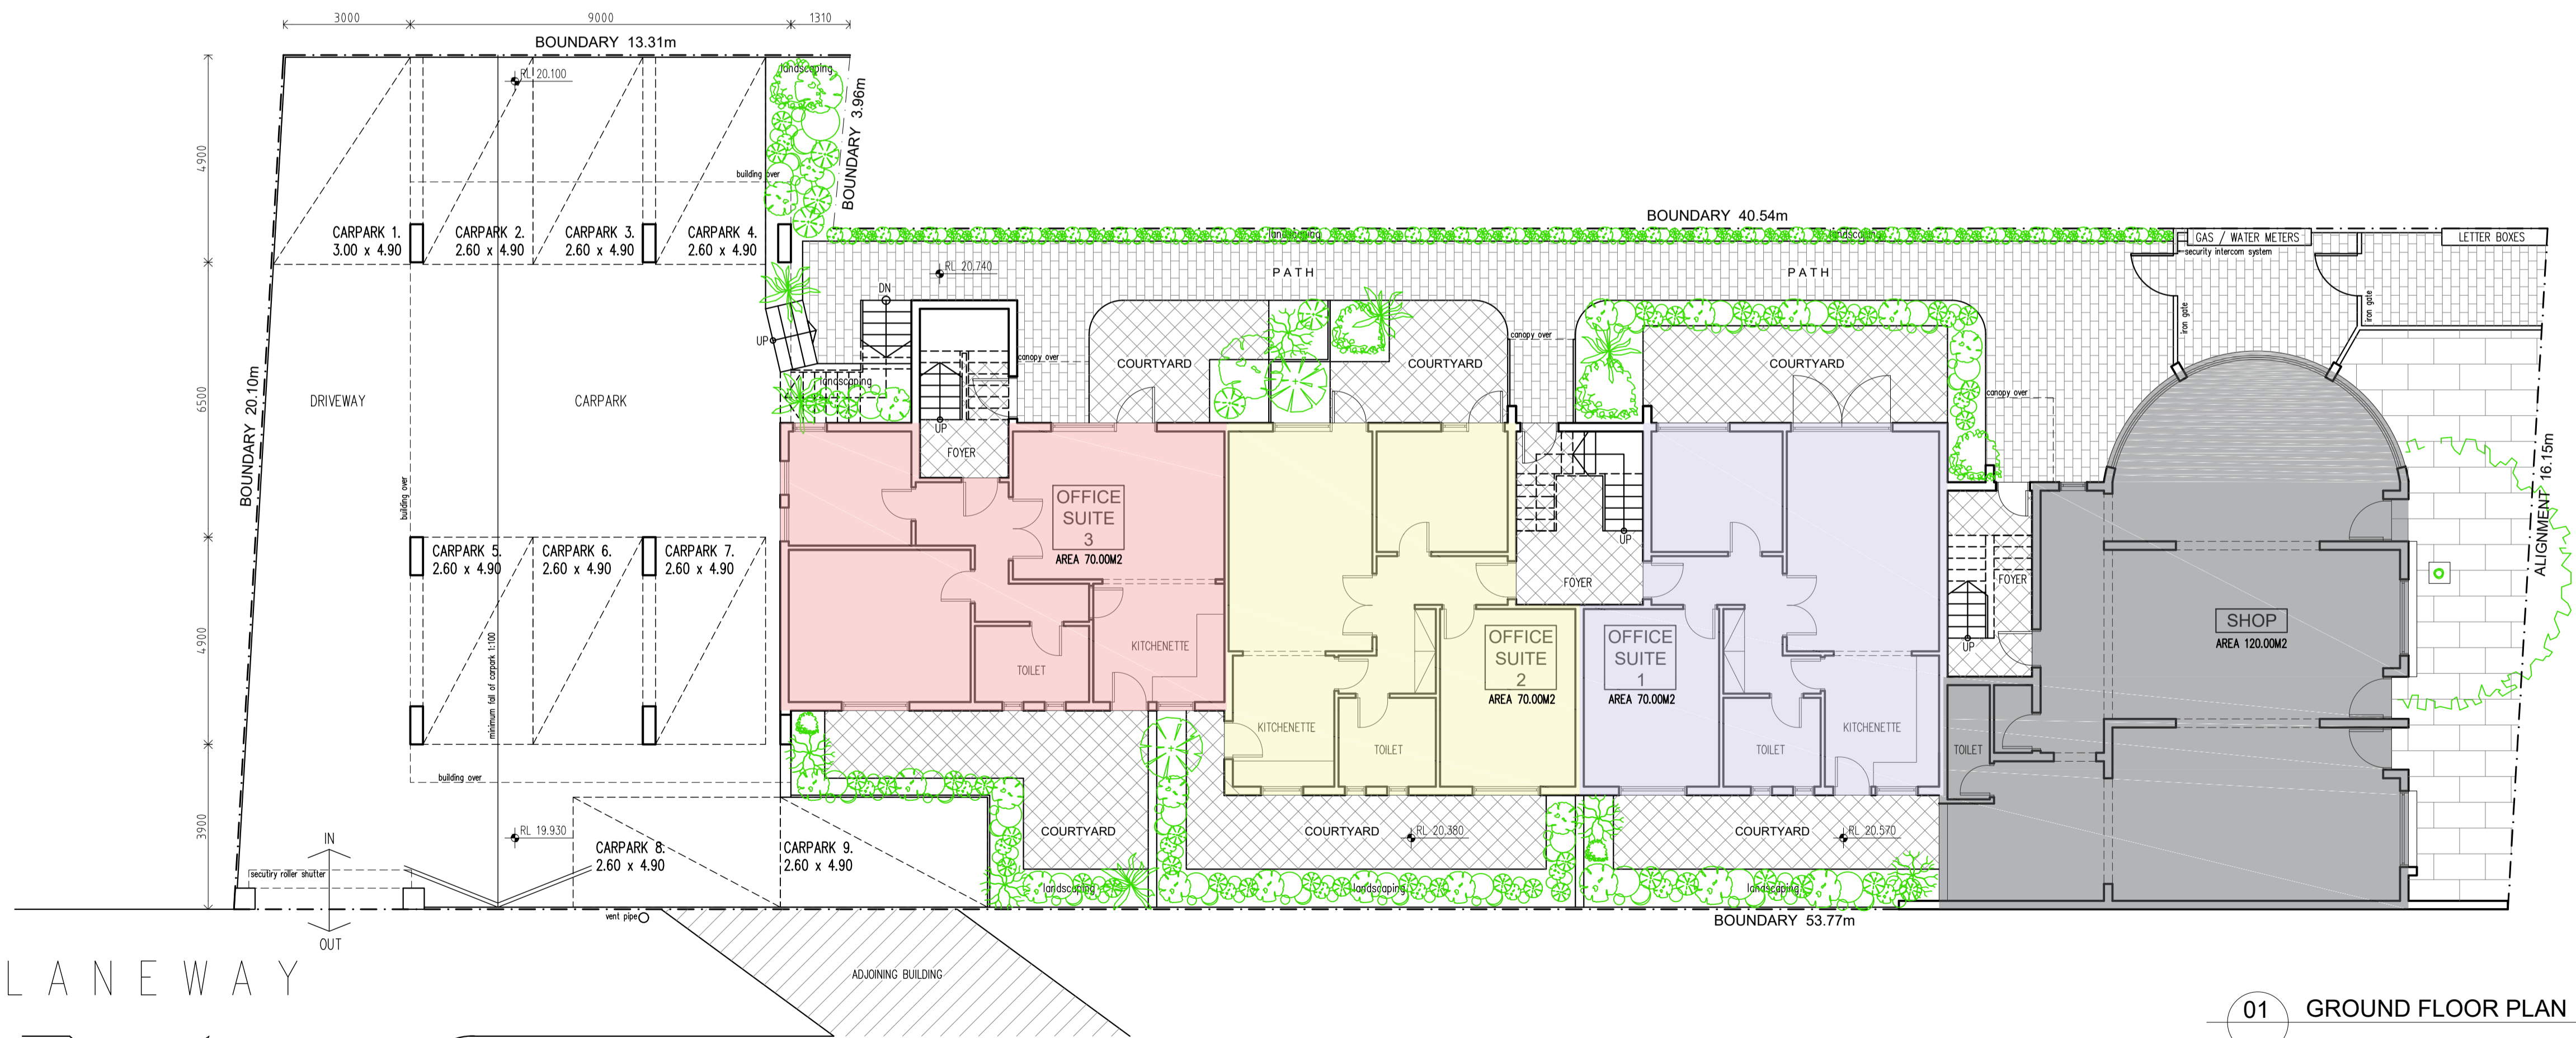 3000
9000
1310
BOUNDARY 13.31m
4900
6500
4900
3900
BOUNDARY 20.10m
RL 20.100
landscaping
BOUNDARY 3.96m
building over
CARPARK 1.
3.00 x 4.90
CARPARK 2.
2.60 x 4.90
CARPARK 3.
2.60 x 4.90
CARPARK 4.
2.60 x 4.90
BOUNDARY 40.54m
landscaping
landscaping
GAS / WATER METERS
LETTER BOXES
security intercom system
iron gate
iron gate
RL 20.740
PATH
PATH
DN
UP
UP
landscaping
canopy over
canopy over
canopy over
COURTYARD
COURTYARD
COURTYARD
DRIVEWAY
CARPARK
building over
FOYER
OFFICE
SUITE
3
AREA 70.00M2
KITCHENETTE
TOILET
UP
FOYER
OFFICE
SUITE
2
AREA 70.00M2
KITCHENETTE
TOILET
OFFICE
SUITE
1
AREA 70.00M2
TOILET
KITCHENETTE
FOYER
UP
TOILET
SHOP
AREA 120.00M2
ALIGNMENT 16.15m
CARPARK 5.
2.60 x 4.90
CARPARK 6.
2.60 x 4.90
CARPARK 7.
2.60 x 4.90
minimum fall of carpark 1:100
building over
RL 19.930
CARPARK 8.
2.60 x 4.90
CARPARK 9.
2.60 x 4.90
COURTYARD
COURTYARD
RL 20.380
COURTYARD
RL 20.570
landscaping
landscaping
landscaping
IN
secutiry roller shutter
OUT
vent pipe
BOUNDARY 53.77m
ADJOINING BUILDING
LANEWAY
01
GROUND FLOOR PLAN